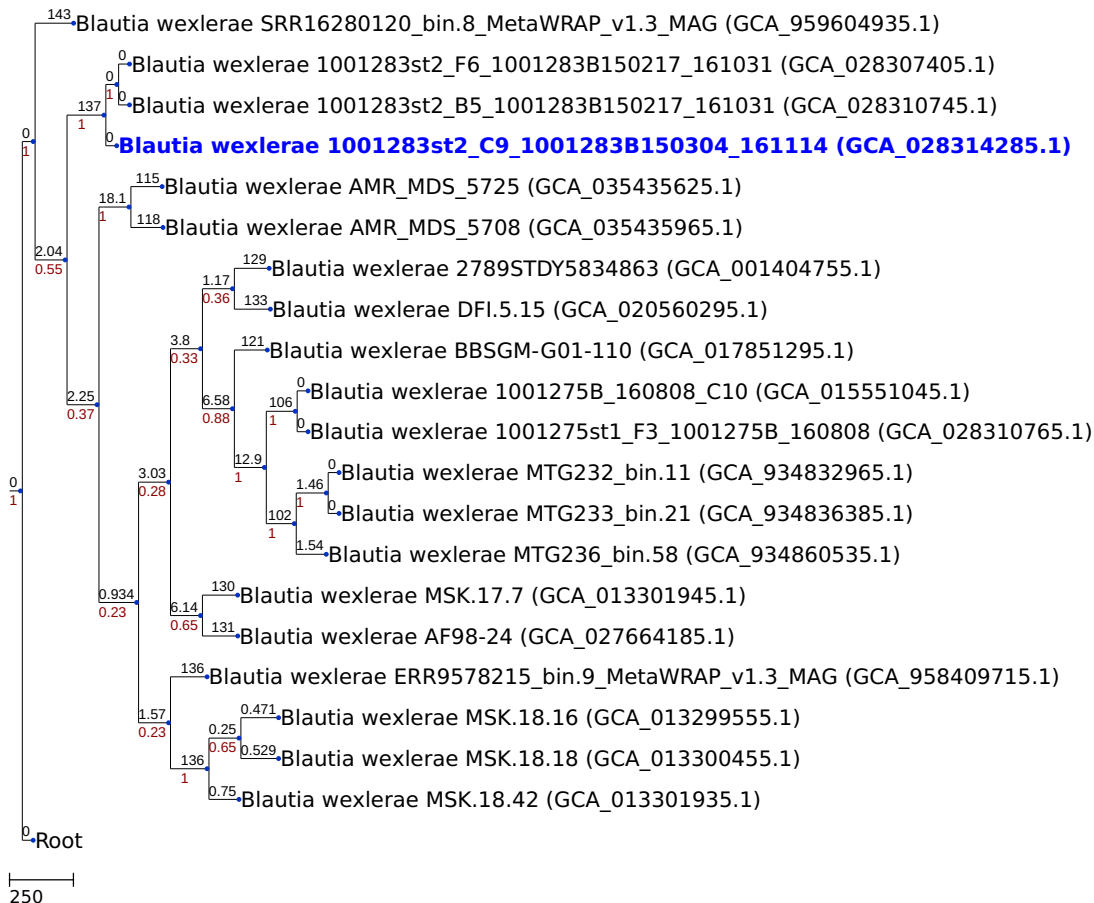 143
Blautia wexlerae SRR16280120_bin.8_MetaWRAP_v1.3_MAG (GCA_959604935.1)
0
Blautia wexlerae 1001283st2_F6_1001283B150217_161031 (GCA_028307405.1)
0
1
0
Blautia wexlerae 1001283st2_B5_1001283B150217_161031 (GCA_028310745.1)
137
1
0
1
0
Blautia wexlerae 1001283st2_C9_1001283B150304_161114 (GCA_028314285.1)
115
Blautia wexlerae AMR_MDS_5725 (GCA_035435625.1)
18.1
1
118
Blautia wexlerae AMR_MDS_5708 (GCA_035435965.1)
2.04
0.55
129
Blautia wexlerae 2789STDY5834863 (GCA_001404755.1)
1.17
0.36
133
Blautia wexlerae DFI.5.15 (GCA_020560295.1)
3.8
0.33
121
Blautia wexlerae BBSGM-G01-110 (GCA_017851295.1)
0
Blautia wexlerae 1001275B_160808_C10 (GCA_015551045.1)
2.25
0.37
6.58
0.88
106
1
0
Blautia wexlerae 1001275st1_F3_1001275B_160808 (GCA_028310765.1)
12.9
1
0
Blautia wexlerae MTG232_bin.11 (GCA_934832965.1)
3.03
0.28
0
1
1.46
1
0
Blautia wexlerae MTG233_bin.21 (GCA_934836385.1)
102
1
1.54
Blautia wexlerae MTG236_bin.58 (GCA_934860535.1)
130
Blautia wexlerae MSK.17.7 (GCA_013301945.1)
0.934
0.23
6.14
0.65
131
Blautia wexlerae AF98-24 (GCA_027664185.1)
136
Blautia wexlerae ERR9578215_bin.9_MetaWRAP_v1.3_MAG (GCA_958409715.1)
1.57
0.23
0.471
Blautia wexlerae MSK.18.16 (GCA_013299555.1)
0.25
0.65
0.529
Blautia wexlerae MSK.18.18 (GCA_013300455.1)
136
1
0.75
Blautia wexlerae MSK.18.42 (GCA_013301935.1)
0
Root
250